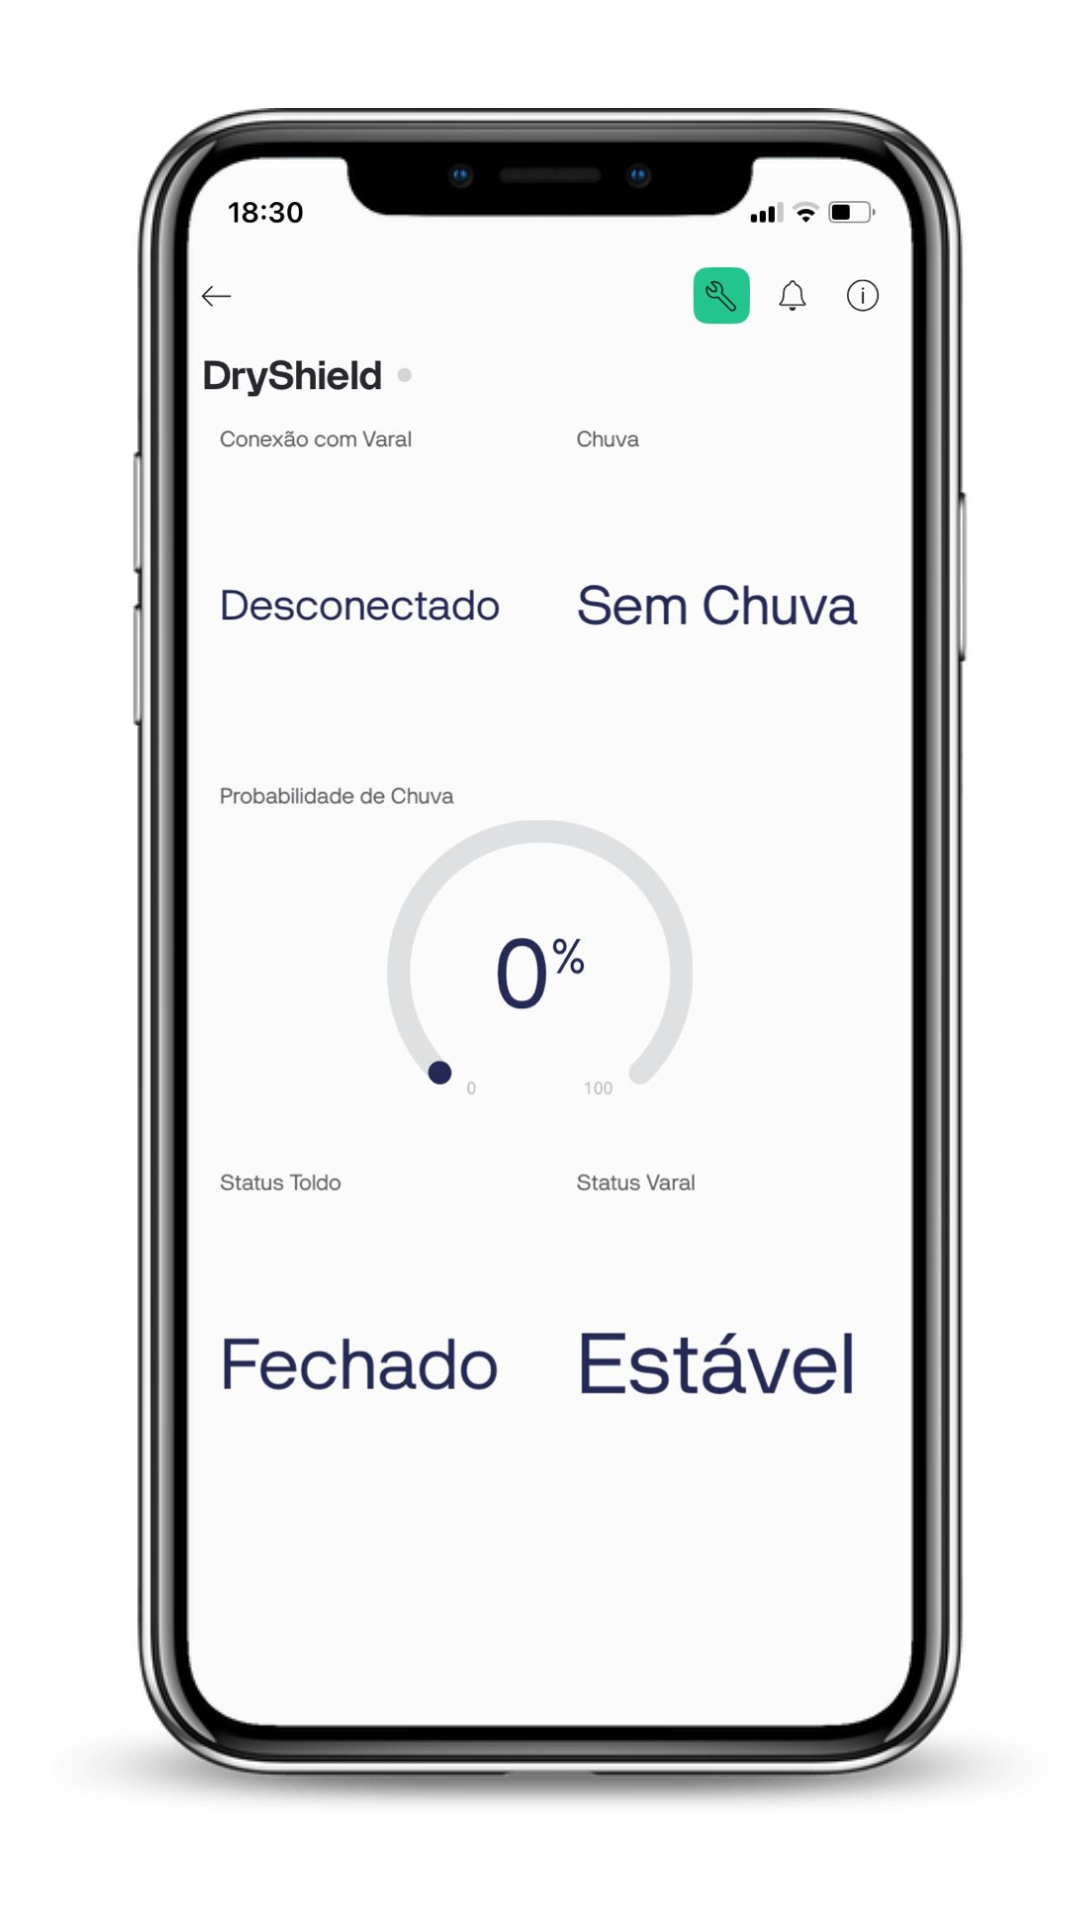 18:30
DryShield
Conexão com Varal
Chuva
Desconectado
Sem Chuva
Probabilidade de Chuva
0%
0
100
Status Toldo
Status Varal
Fechado
Estável